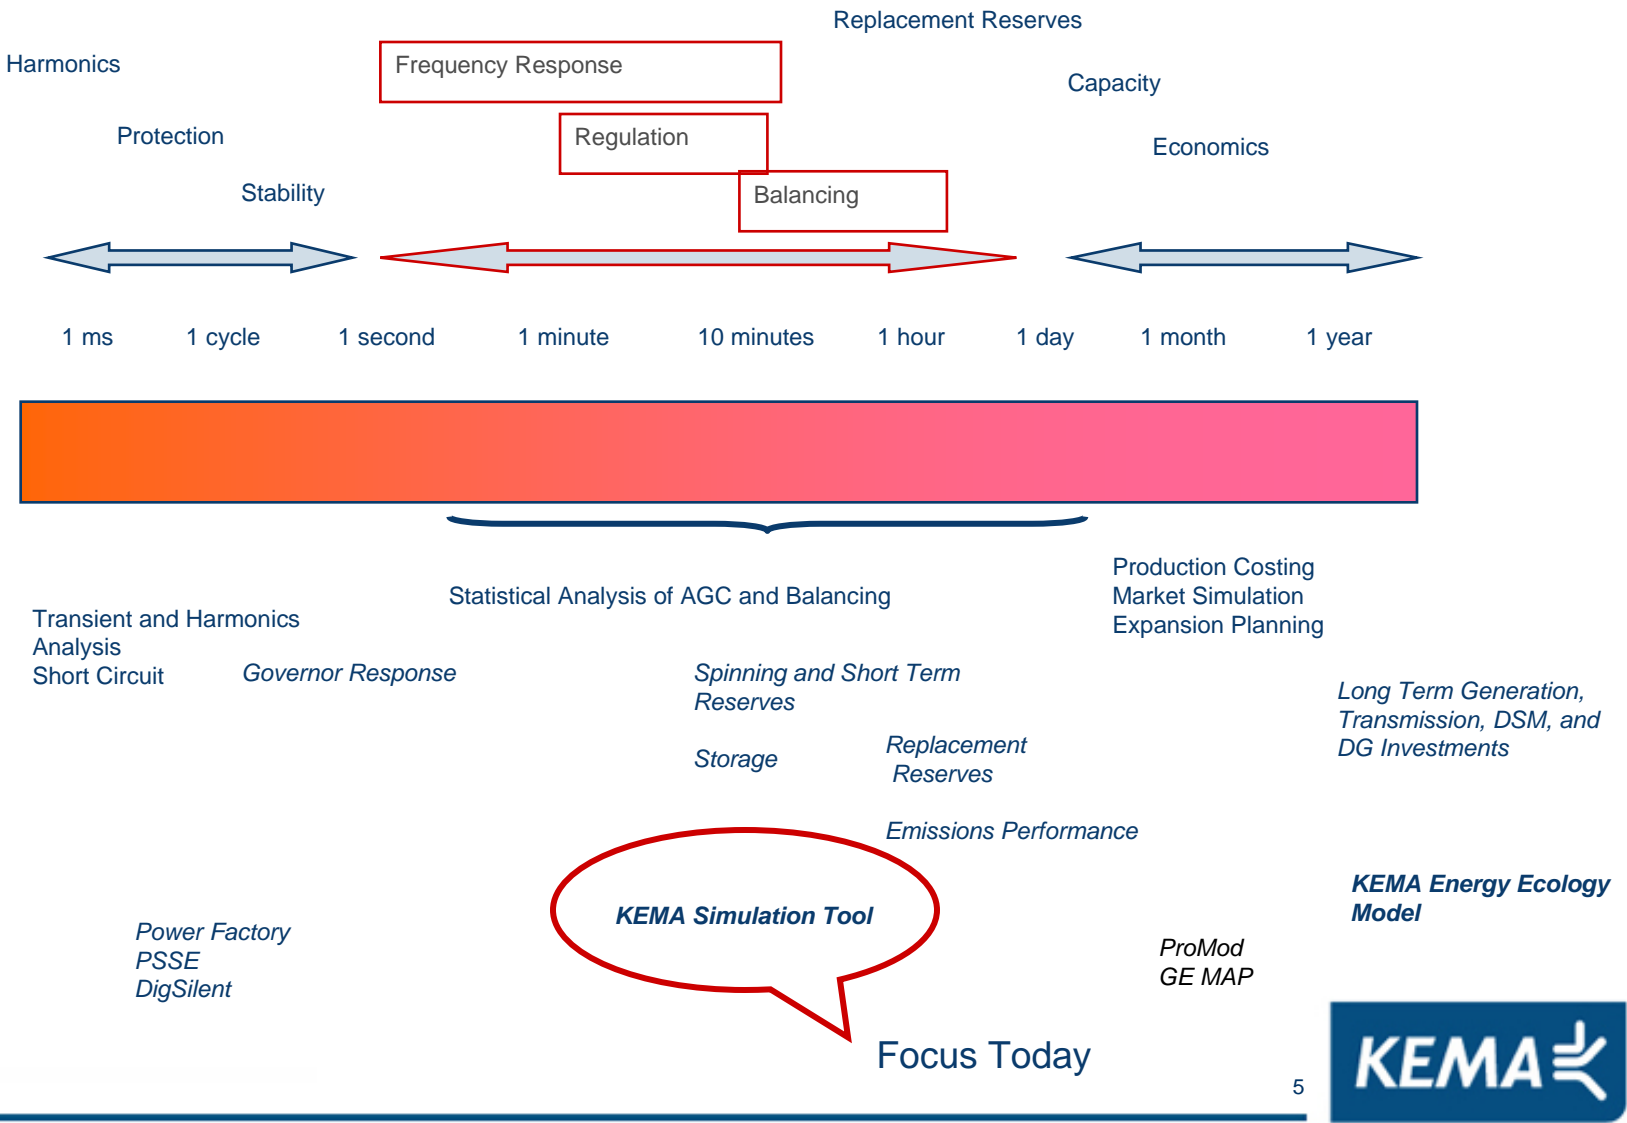 Replacement Reserves
Harmonics
Frequency Response
Capacity
Protection
Regulation
Economics
Stability
Balancing
1 ms
1 cycle
1 second
1 minute
10 minutes
1 hour
1 day
1 month
1 year
Statistical Analysis of AGC and Balancing
Production Costing
Market Simulation
Expansion Planning
Transient and Harmonics
Analysis
Short Circuit
Governor Response
Spinning and Short Term
Reserves
Storage
Replacement
Reserves
Emissions Performance
Long Term Generation,
Transmission, DSM, and
DG Investments
KEMA Simulation Tool
KEMA Energy Ecology
Model
Power Factory
PSSE
DigSilent
ProMod
GE MAP
Focus Today
5
KEMA